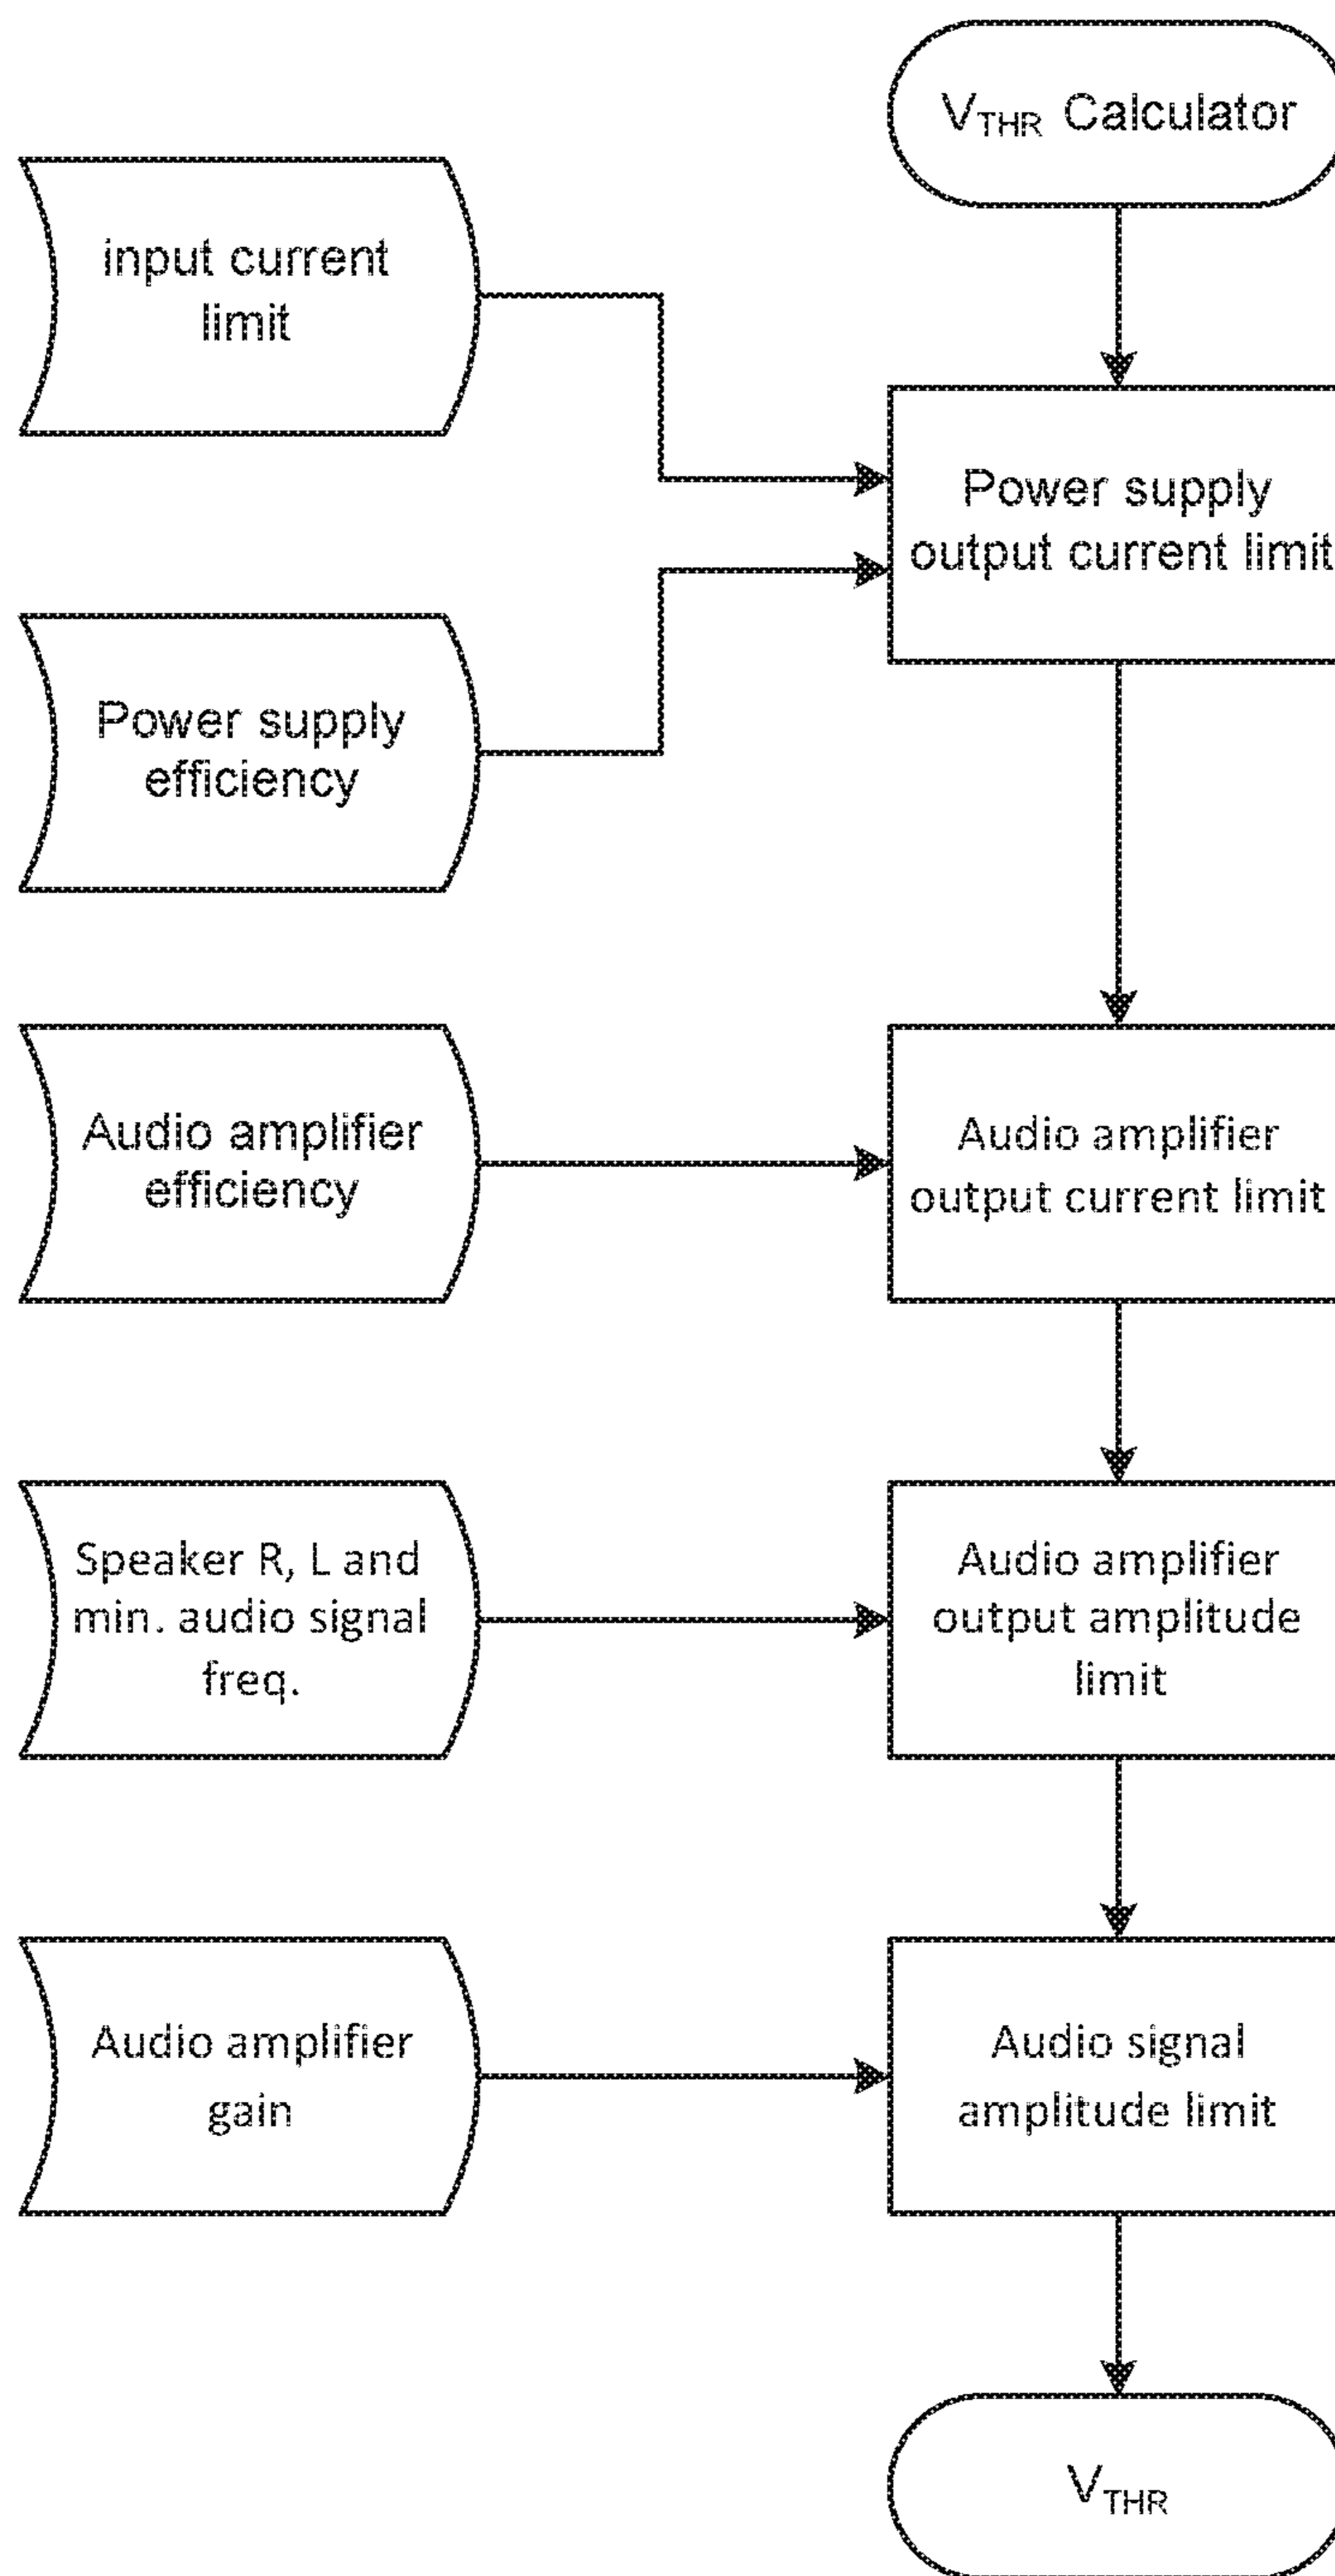 V_THR Calculator
input current
limit
Power supply
output current limit
Power supply
efficiency
Audio amplifier
efficiency
Audio amplifier
output current limit
Speaker R, L and
min. audio signal
freq.
Audio amplifier
output amplitude
limit
Audio amplifier
gain
Audio signal
amplitude limit
V_THR